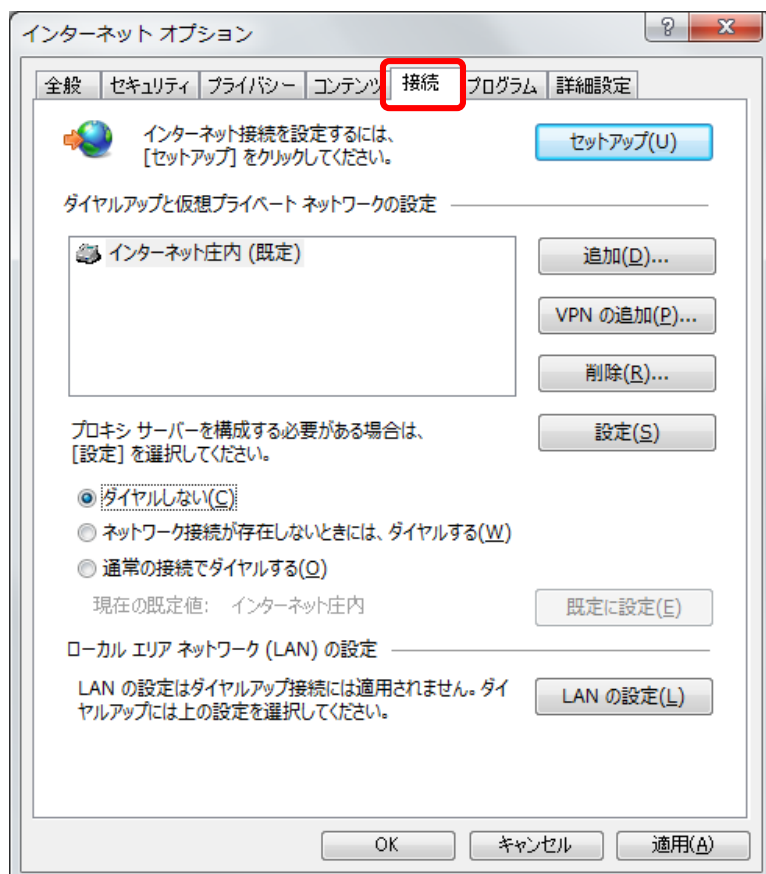 インターネット オプション
全般 セキュリティ プライバシー コンテンツ 接続 プログラム 詳細設定
インターネット接続を設定するには、
[セットアップ] をクリックしてください。
セットアップ(U)
ダイヤルアップと仮想プライベート ネットワークの設定
インターネット庄内 (既定)
追加(D)...
VPN の追加(P)...
削除(R)...
プロキシ サーバーを構成する必要がある場合は、
[設定] を選択してください。
設定(S)
ダイヤルしない(C)
ネットワーク接続が存在しないときには、ダイヤルする(W)
通常の接続でダイヤルする(O)
現在の既定値: インターネット庄内
既定に設定(E)
ローカル エリア ネットワーク (LAN) の設定
LAN の設定はダイヤルアップ接続には適用されません。ダイ
ヤルアップには上の設定を選択してください。
LAN の設定(L)
OK キャンセル 適用(A)